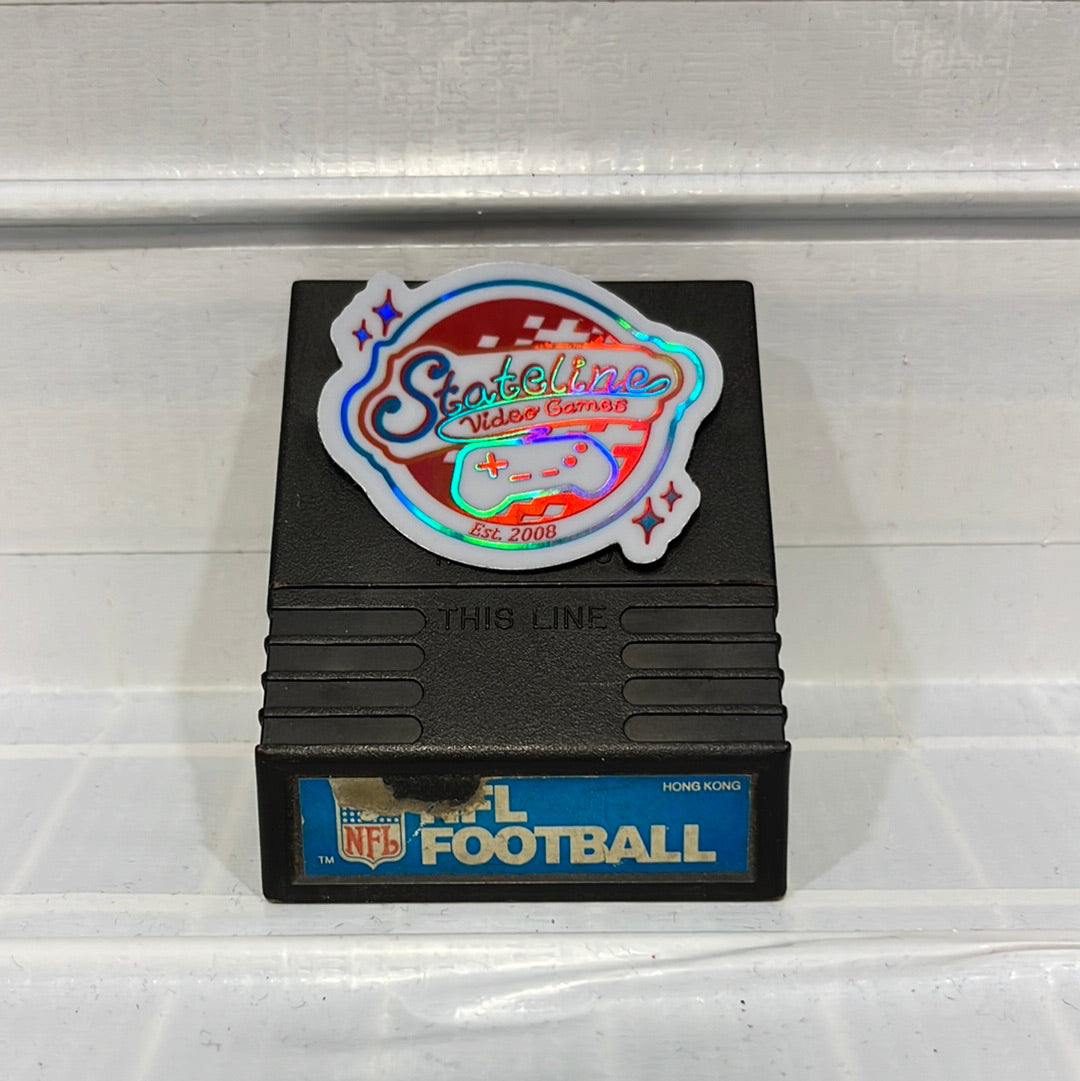 Stateline
Video Games
Est. 2008
THIS LINE
HONG KONG
NFL
FOOTBALL
TM
NFL